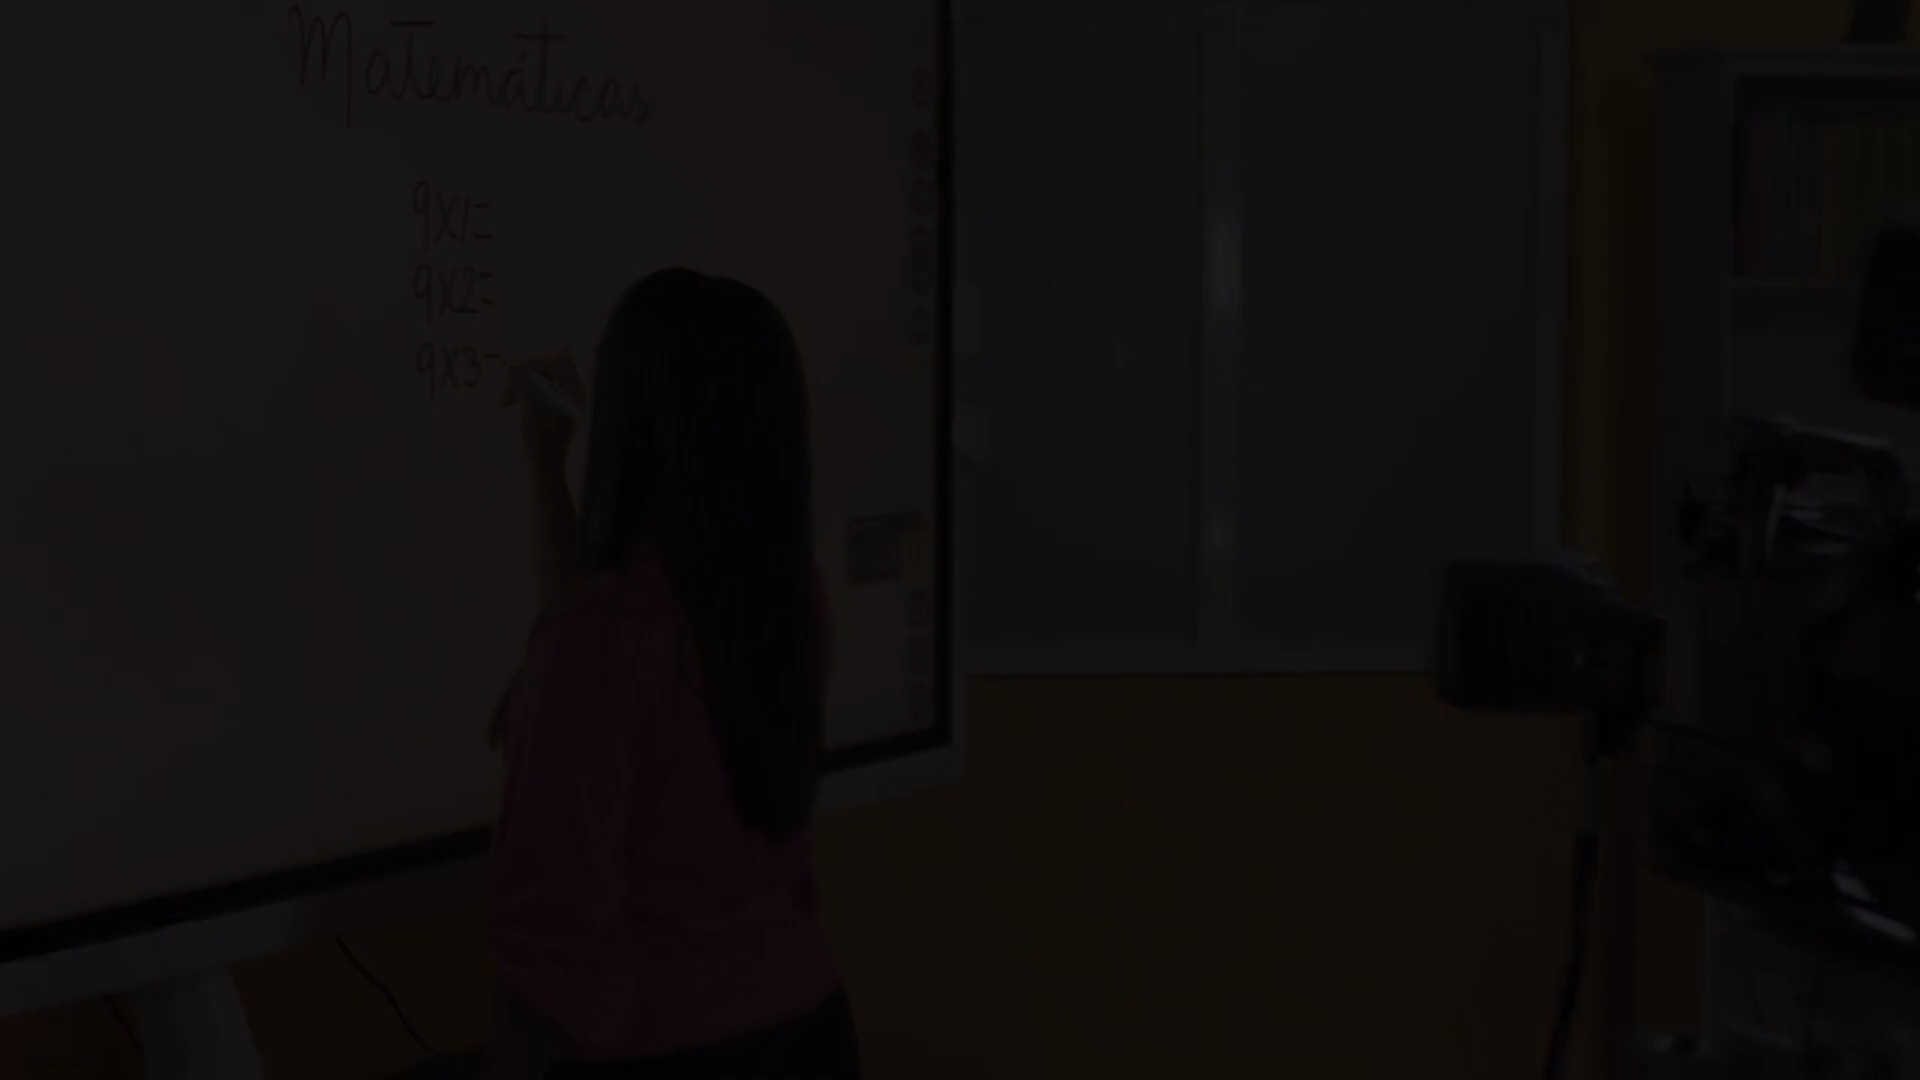 Matemáticas
9x1=
9x2=
9x3=